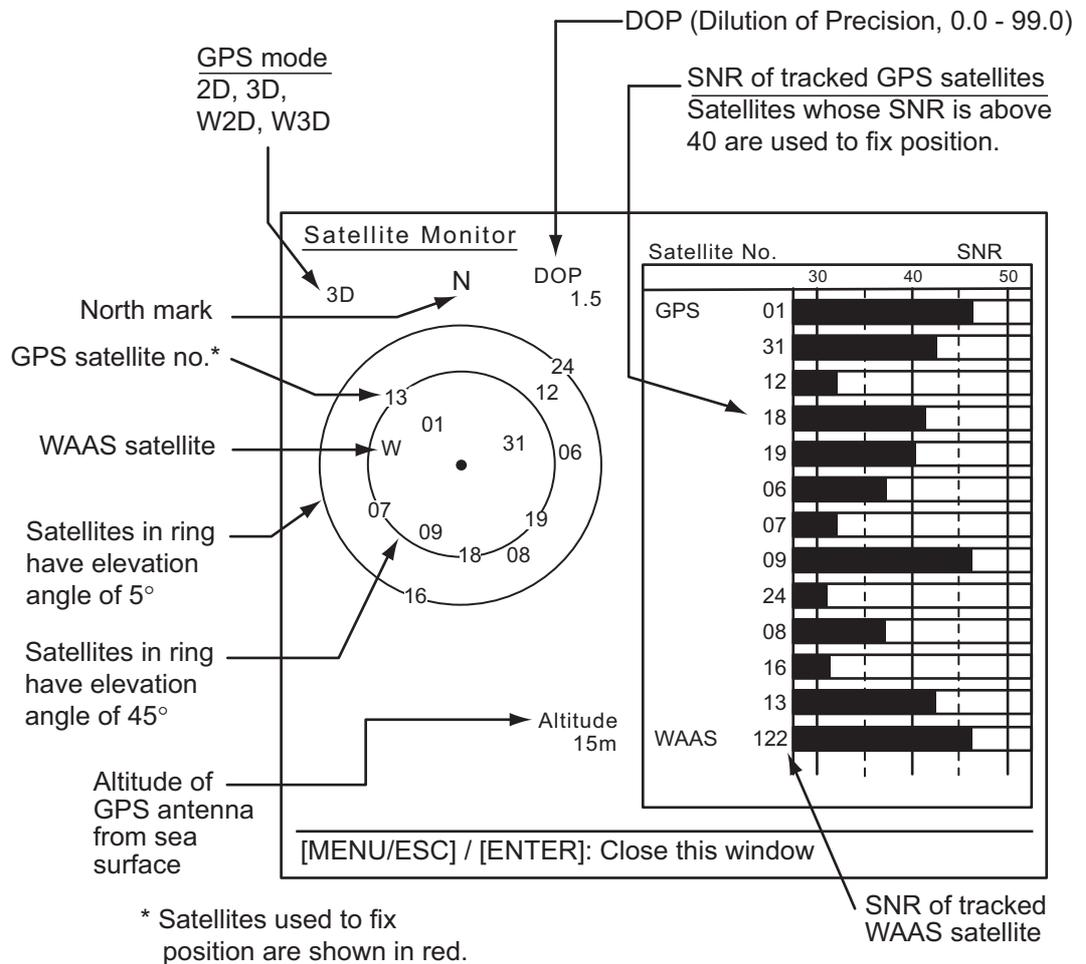 DOP (Dilution of Precision, 0.0 - 99.0)
GPS mode
2D, 3D,
W2D, W3D
SNR of tracked GPS satellites
Satellites whose SNR is above
40 are used to fix position.
Satellite Monitor
3D
N
DOP
1.5
North mark
GPS satellite no.*
WAAS satellite
Satellites in ring
have elevation
angle of 5°
Satellites in ring
have elevation
angle of 45°
Altitude of
GPS antenna
from sea
surface
24
12
13
01
W
31
06
07
09
19
18
08
16
Altitude
15m
Satellite No. SNR
30 40 50
GPS 01
31
12
18
19
06
07
09
24
08
16
13
WAAS 122
[MENU/ESC] / [ENTER]: Close this window
SNR of tracked
WAAS satellite
* Satellites used to fix
position are shown in red.